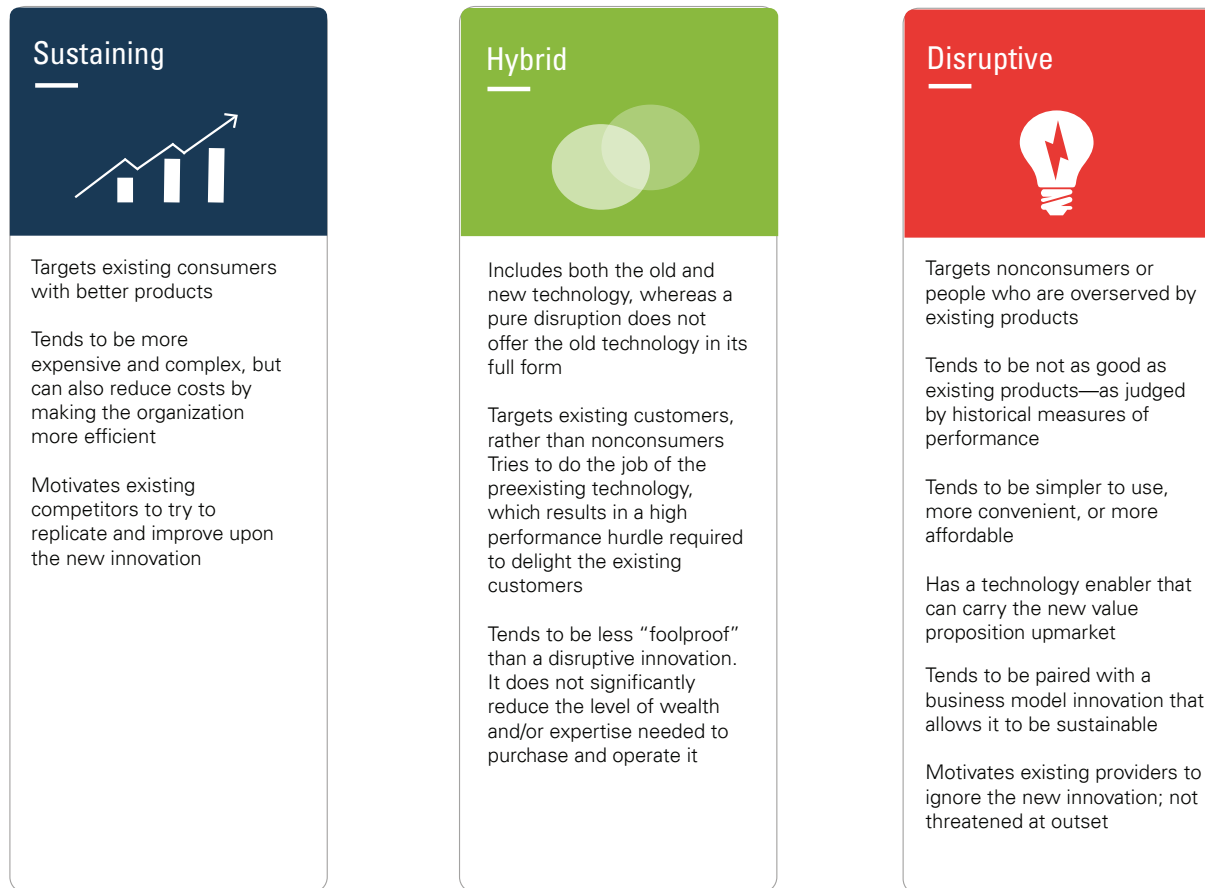 Sustaining
Targets existing consumers
with better products
Tends to be more
expensive and complex, but
can also reduce costs by
making the organization
more efficient
Motivates existing
competitors to try to
replicate and improve upon
the new innovation
Hybrid
Includes both the old and
new technology, whereas a
pure disruption does not
offer the old technology in its
full form
Targets existing customers,
rather than nonconsumers
Tries to do the job of the
preexisting technology,
which results in a high
performance hurdle required
to delight the existing
customers
Tends to be less “foolproof”
than a disruptive innovation.
It does not significantly
reduce the level of wealth
and/or expertise needed to
purchase and operate it
Disruptive
Targets nonconsumers or
people who are overserved by
existing products
Tends to be not as good as
existing products—as judged
by historical measures of
performance
Tends to be simpler to use,
more convenient, or more
affordable
Has a technology enabler that
can carry the new value
proposition upmarket
Tends to be paired with a
business model innovation that
allows it to be sustainable
Motivates existing providers to
ignore the new innovation; not
threatened at outset